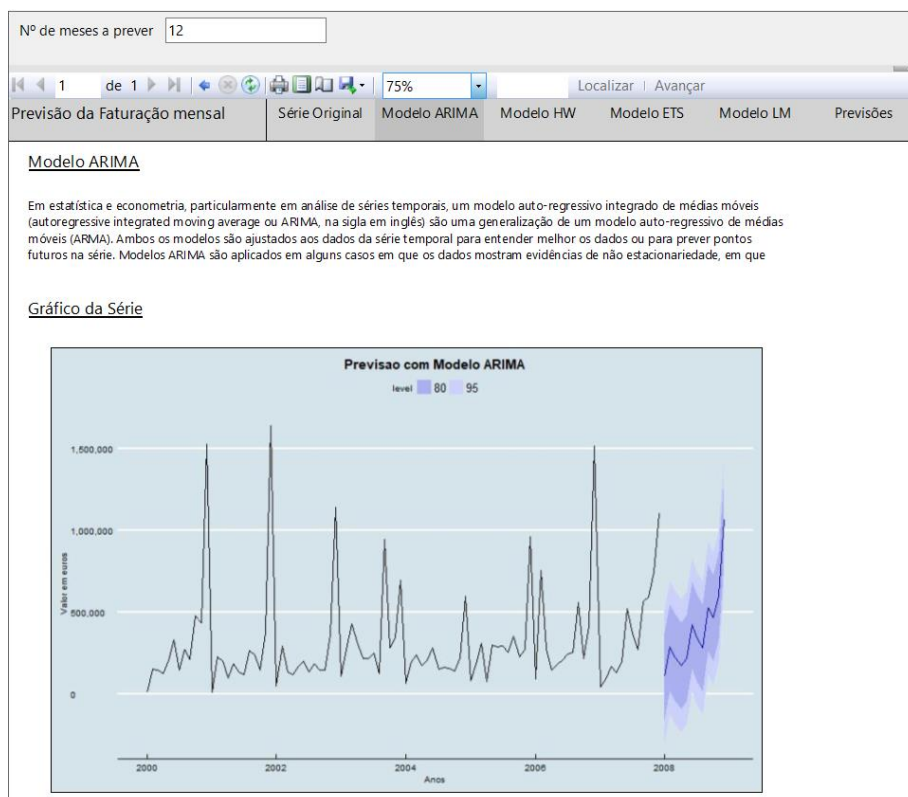 Nº de meses a prever 12
1 de 1 75% Localizar | Avançar
Previsão da Faturação mensal Série Original Modelo ARIMA Modelo HW Modelo ETS Modelo LM Previsões
Modelo ARIMA
Em estatística e econometria, particularmente em análise de séries temporais, um modelo auto-regressivo integrado de médias móveis
(autoregressive integrated moving average ou ARIMA, na sigla em inglês) são uma generalização de um modelo auto-regressivo de médias
móveis (ARMA). Ambos os modelos são ajustados aos dados da série temporal para entender melhor os dados ou para prever pontos
futuros na série. Modelos ARIMA são aplicados em alguns casos em que os dados mostram evidências de não estacionariedade, em que
Gráfico da Série
Previsao com Modelo ARIMA
level 80 95
1,500,000
1,000,000
500,000
0
Valor em euros
2000 2002 2004 2006 2008
Anos